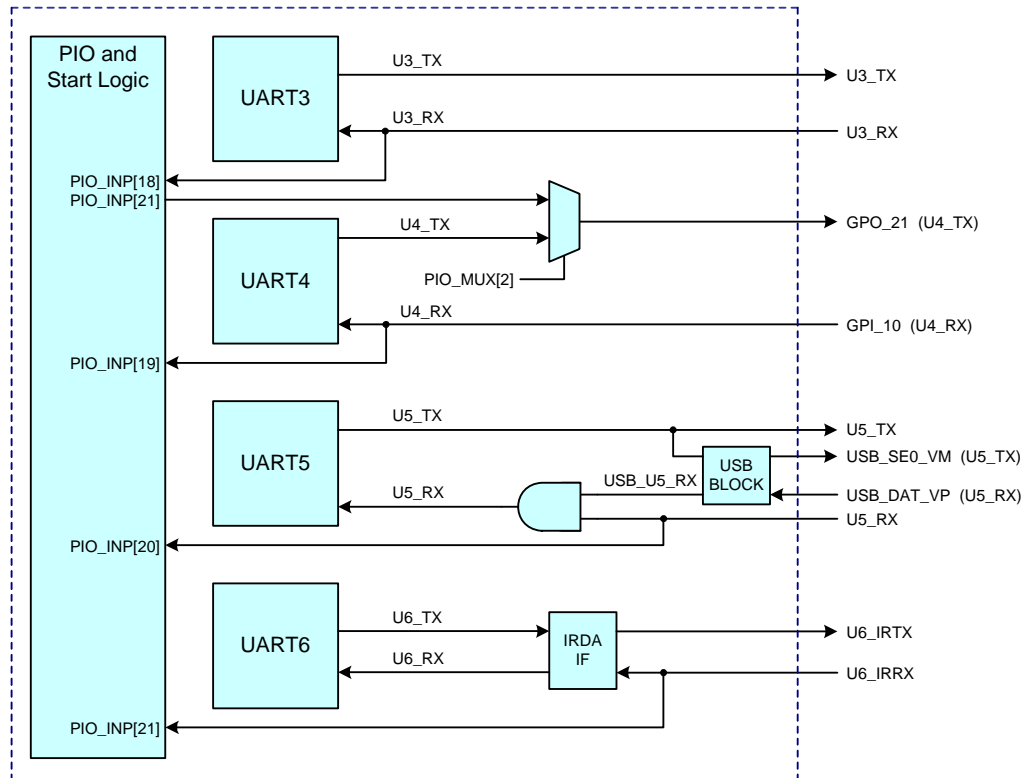 PIO and
Start Logic
UART3
U3_TX
U3_TX
U3_RX
U3_RX
PIO_INP[18]
PIO_INP[21]
UART4
U4_TX
GPO_21 (U4_TX)
PIO_MUX[2]
U4_RX
GPI_10 (U4_RX)
PIO_INP[19]
UART5
U5_TX
U5_TX
USB
BLOCK
USB_SE0_VM (U5_TX)
USB_U5_RX
USB_DAT_VP (U5_RX)
U5_RX
U5_RX
PIO_INP[20]
UART6
U6_TX
IRDA
IF
U6_IRTX
U6_RX
U6_IRRX
PIO_INP[21]